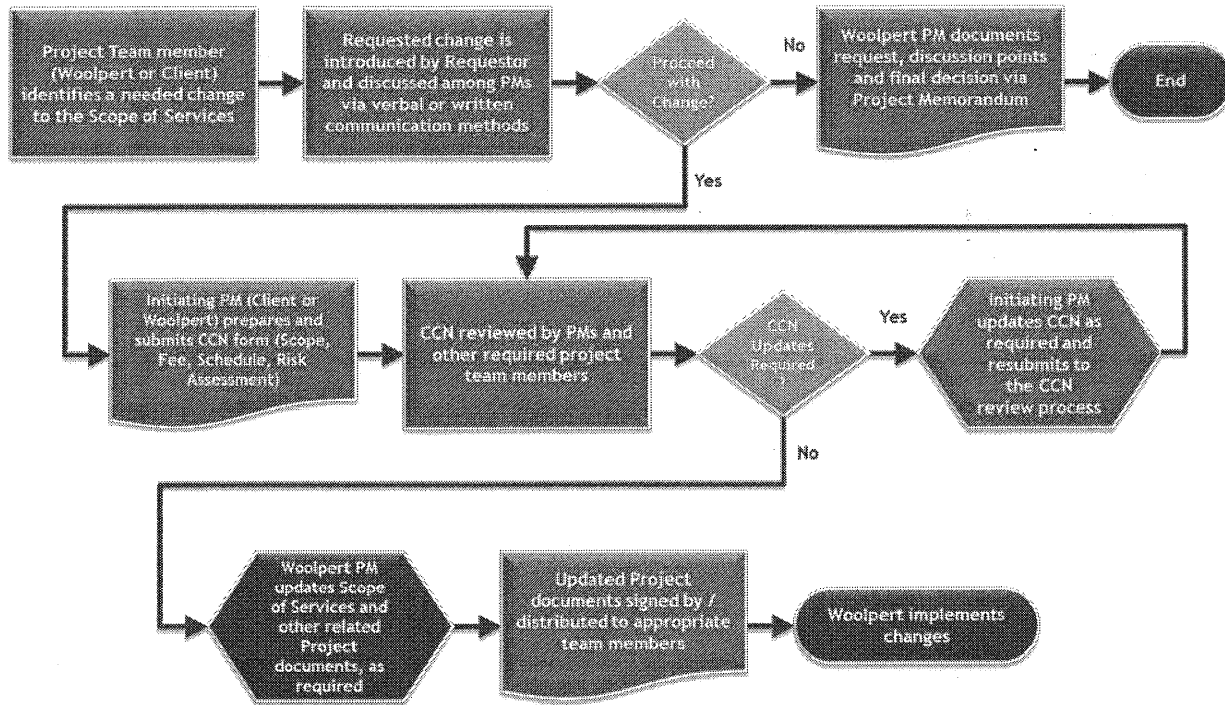 Project Team member
(Woolpert or Client)
identifies a needed change
to the Scope of Services
Requested change is
introduced by Requestor
and discussed among PMs
via verbal or written
communication methods
Proceed
with
Change?
No
Woolpert PM documents
request, discussion points
and final decision via
Project Memorandum
End
Yes
Initiating PM (Client or
Woolpert) prepares and
submits CCN form (Scope,
Fee, Schedule, Risk
Assessment)
CCN reviewed by PMs and
other required project
team members
CCN
Updates
Required
?
Yes
Initiating PM
updates CCN as
required and
resubmits to
the CCN
review process
No
Woolpert PM
updates Scope
of Services and
other related
Project
documents, as
required
Updated Project
documents signed by /
distributed to appropriate
team members
Woolpert implements
changes